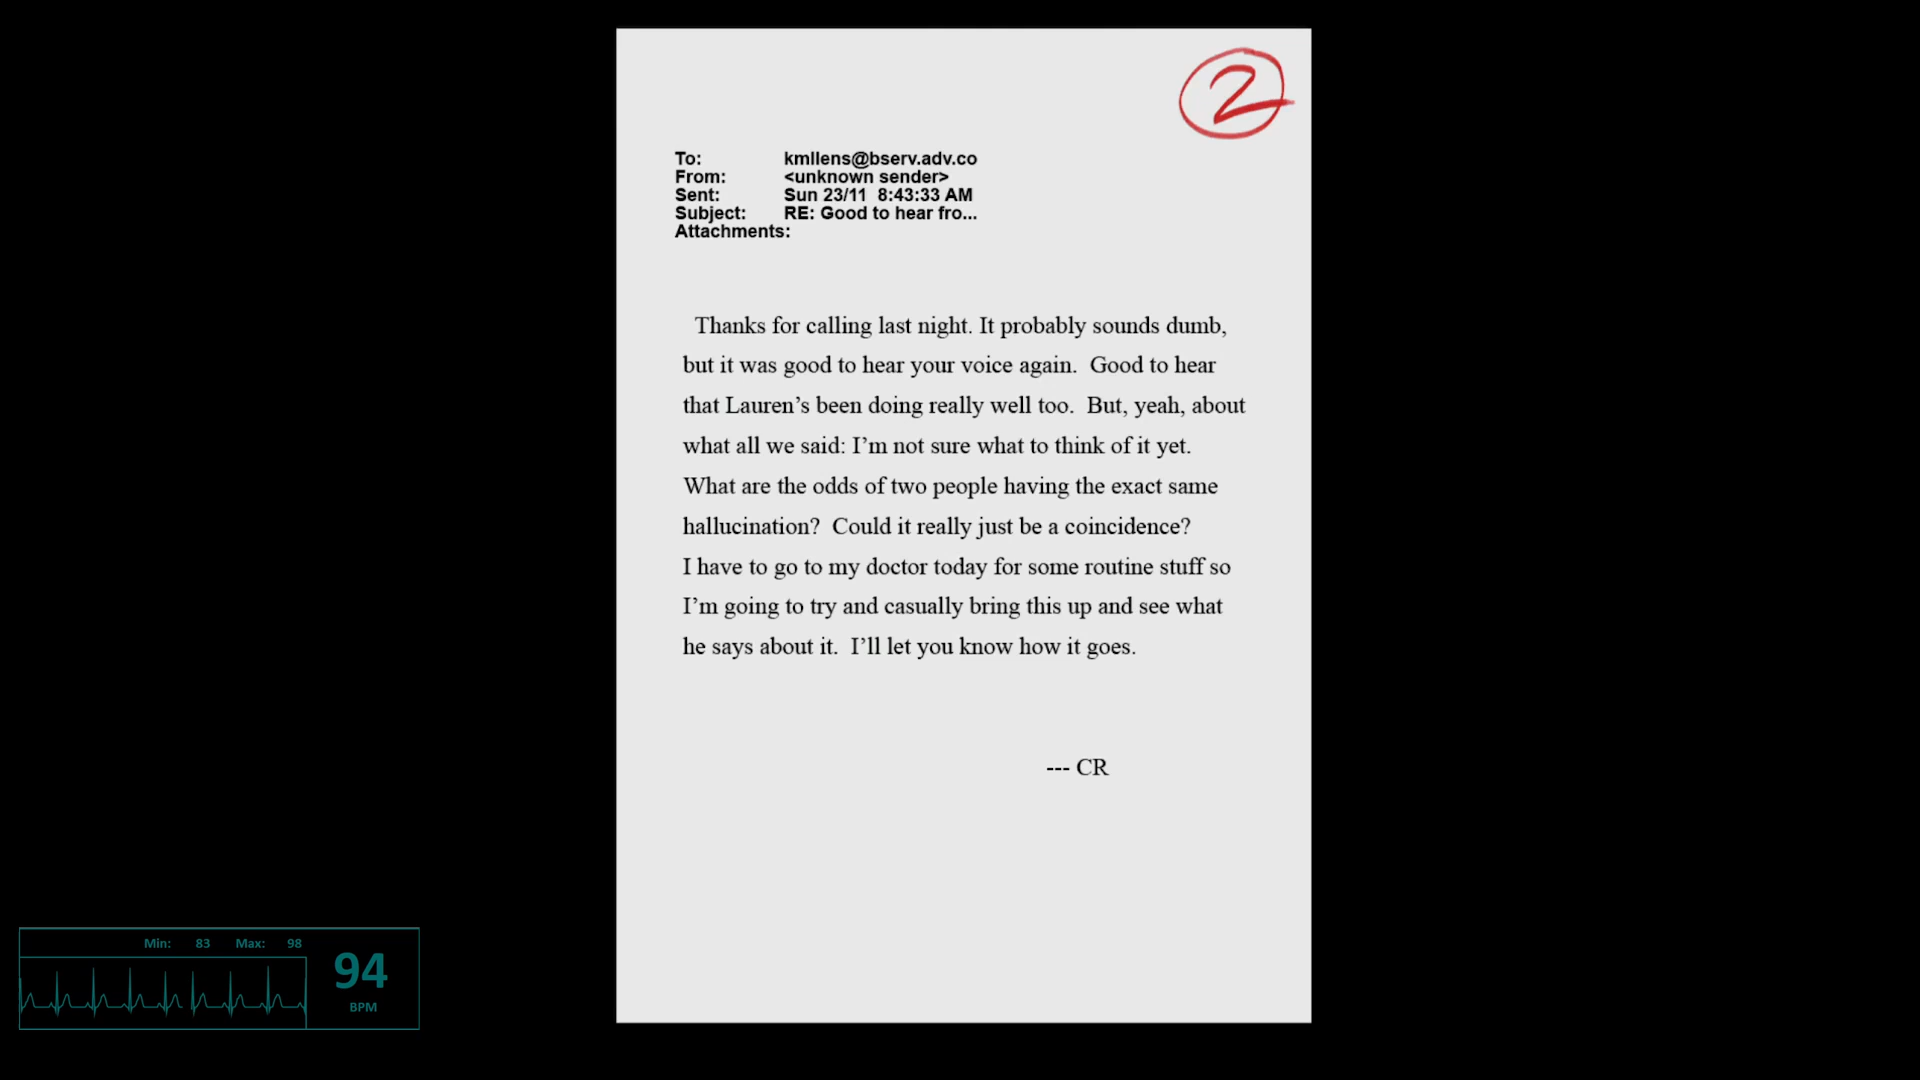 2
To: kmllens@bserv.adv.co
From: <unknown sender>
Sent: Sun 23/11  8:43:33 AM
Subject: RE: Good to hear fro...
Attachments:
Thanks for calling last night. It probably sounds dumb,
but it was good to hear your voice again.  Good to hear
that Lauren’s been doing really well too.  But, yeah, about
what all we said: I’m not sure what to think of it yet.
What are the odds of two people having the exact same
hallucination?  Could it really just be a coincidence?
I have to go to my doctor today for some routine stuff so
I’m going to try and casually bring this up and see what
he says about it.  I’ll let you know how it goes.
--- CR
Min: 83 Max: 98
94
BPM